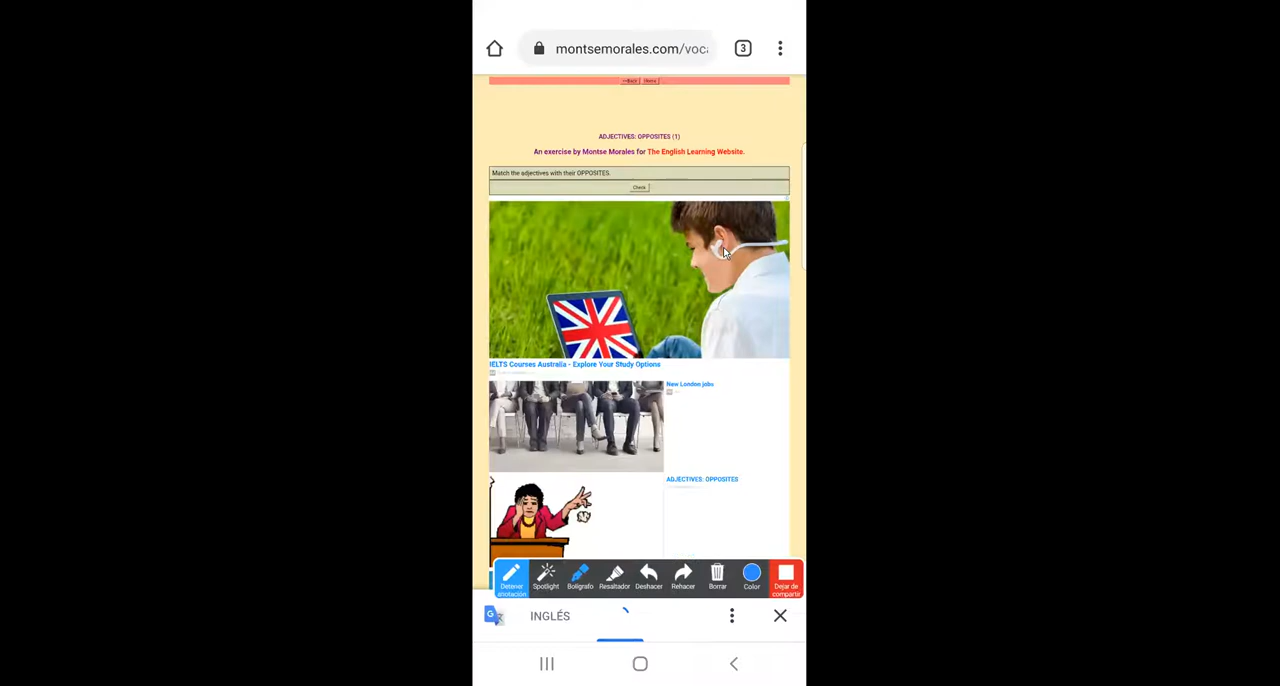 montsemorales.com/voc
3
<<Back Home
ADJECTIVES: OPPOSITES (1)
An exercise by Montse Morales for The English Learning Website.
Match the adjectives with their OPPOSITES.
Check
IELTS Courses Australia - Explore Your Study Options
New London jobs
ADJECTIVES: OPPOSITES
Detener anotación
Spotlight
Bolígrafo
Resaltador
Deshacer
Rehacer
Borrar
Color
Dejar de compartir
INGLÉS